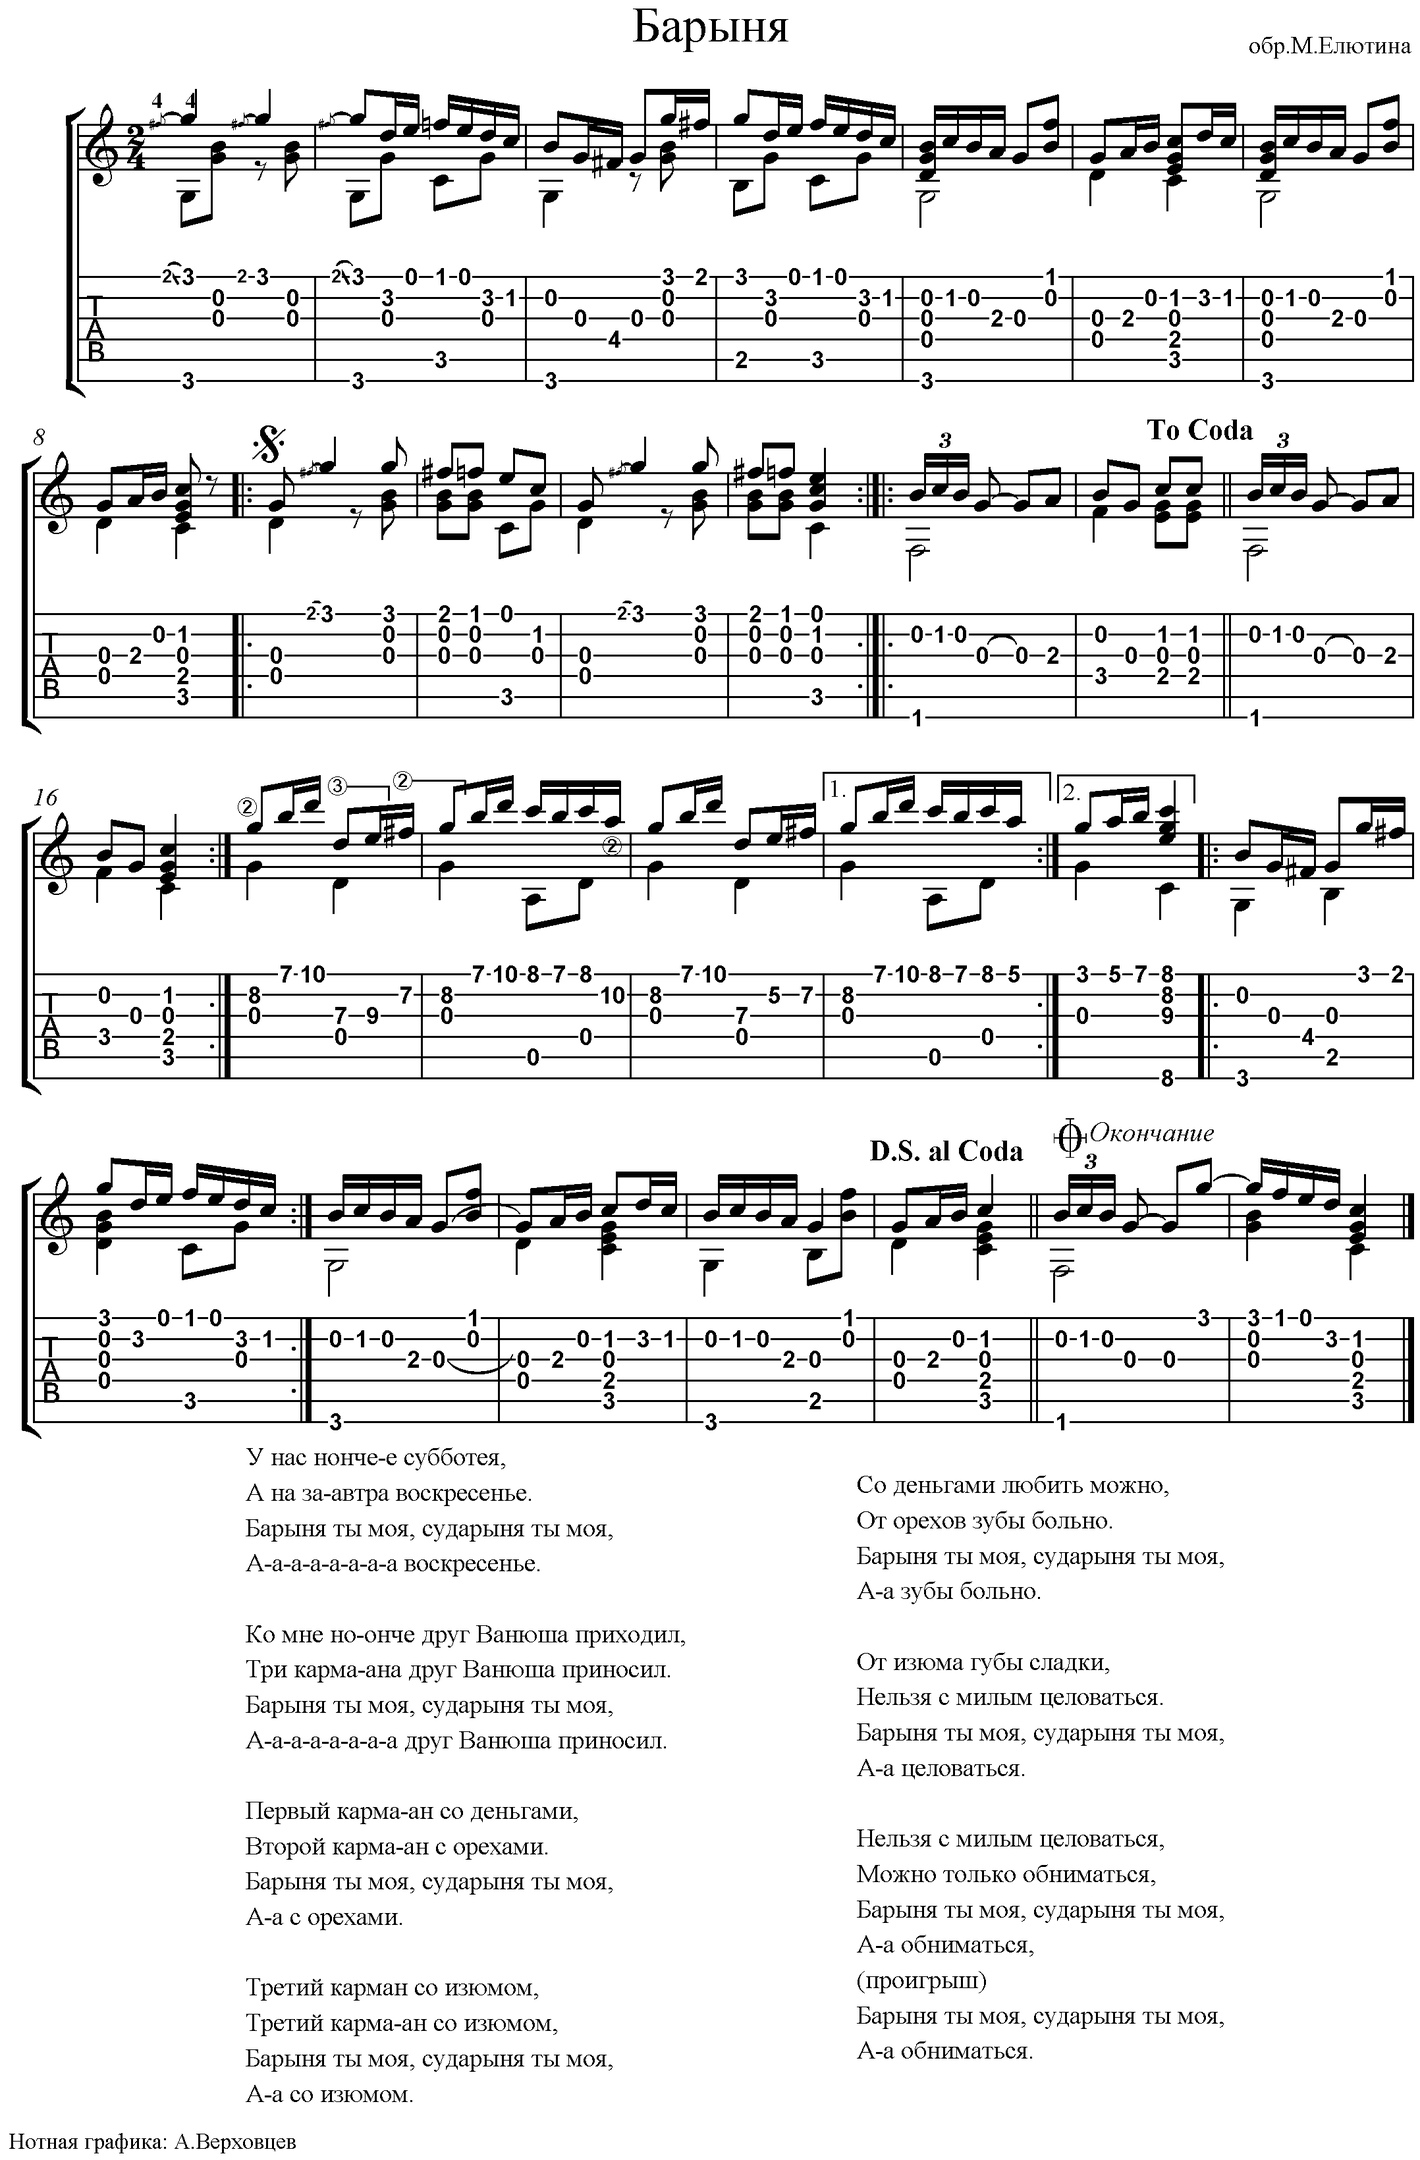 Барыня
обр.М.Елютина
To Coda
1.
2.
D.S. al Coda
Окончание
У нас нонче-е субботея,
А на за-автра воскресенье.
Барыня ты моя, сударыня ты моя,
А-а-а-а-а-а-а-а воскресенье.
Ко мне но-онче друг Ванюша приходил,
Три карма-ана друг Ванюша приносил.
Барыня ты моя, сударыня ты моя,
А-а-а-а-а-а-а-а друг Ванюша приносил.
Первый карма-ан со деньгами,
Второй карма-ан с орехами.
Барыня ты моя, сударыня ты моя,
А-а с орехами.
Третий карман со изюмом,
Третий карма-ан со изюмом,
Барыня ты моя, сударыня ты моя,
А-а со изюмом.
Со деньгами любить можно,
От орехов зубы больно.
Барыня ты моя, сударыня ты моя,
А-а зубы больно.
От изюма губы сладки,
Нельзя с милым целоваться.
Барыня ты моя, сударыня ты моя,
А-а целоваться.
Нельзя с милым целоваться,
Можно только обниматься,
Барыня ты моя, сударыня ты моя,
А-а обниматься,
(проигрыш)
Барыня ты моя, сударыня ты моя,
А-а обниматься.
Нотная графика: А.Верховцев